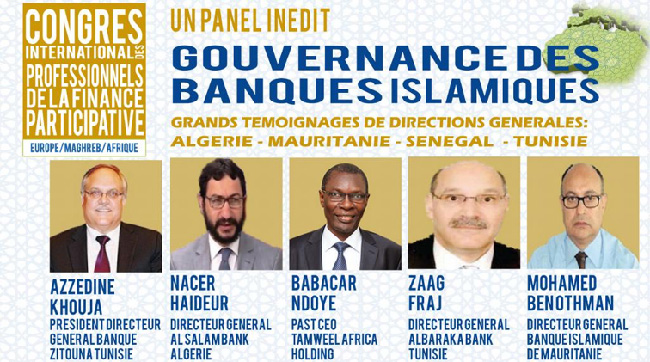 CONGRES
INTERNATIONAL DES
PROFESSIONNELS
DE LA FINANCE
PARTICIPATIVE
EUROPE/MAGHREB/AFRIQUE
UN PANEL INEDIT
GOUVERNANCE DES
BANQUES ISLAMIQUES
GRANDS TEMOIGNAGES DE DIRECTIONS GENERALES:
ALGERIE - MAURITANIE - SENEGAL - TUNISIE
AZZEDINE
KHOUJA
PRESIDENT DIRECTEUR
GENERAL BANQUE
ZITOUNA TUNISIE
NACER
HAIDEUR
DIRECTEUR GENERAL
AL SALAM BANK
ALGERIE
BABACAR
NDOYE
PAST CEO
TAMWEEL AFRICA
HOLDING
ZAAG
FRAJ
DIRECTEUR GENERAL
ALBARAKA BANK
TUNISIE
MOHAMED
BENOTHMAN
DIRECTEUR GENERAL
BANQUE ISLAMIQUE
DE MAURITANIE